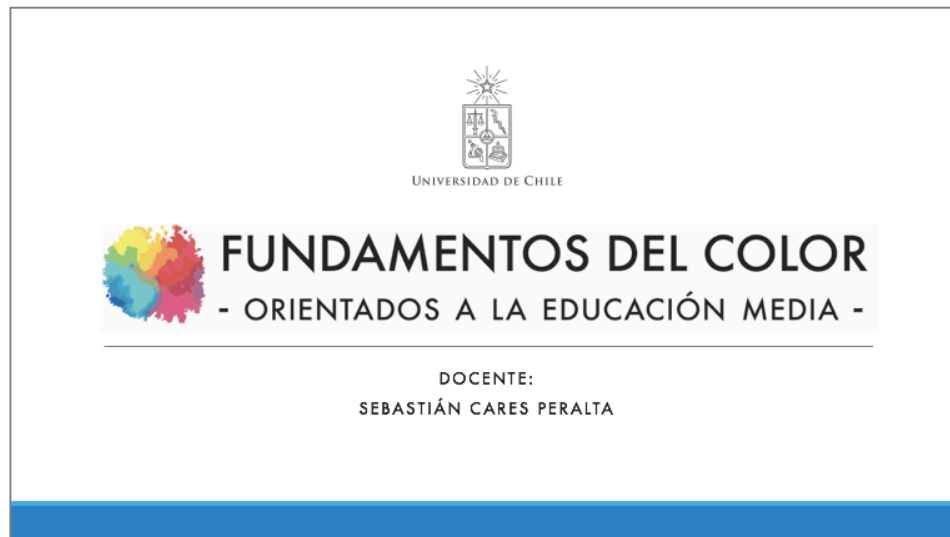 UNIVERSIDAD DE CHILE
FUNDAMENTOS DEL COLOR
- ORIENTADOS A LA EDUCACIÓN MEDIA -
DOCENTE:
SEBASTIÁN CARES PERALTA